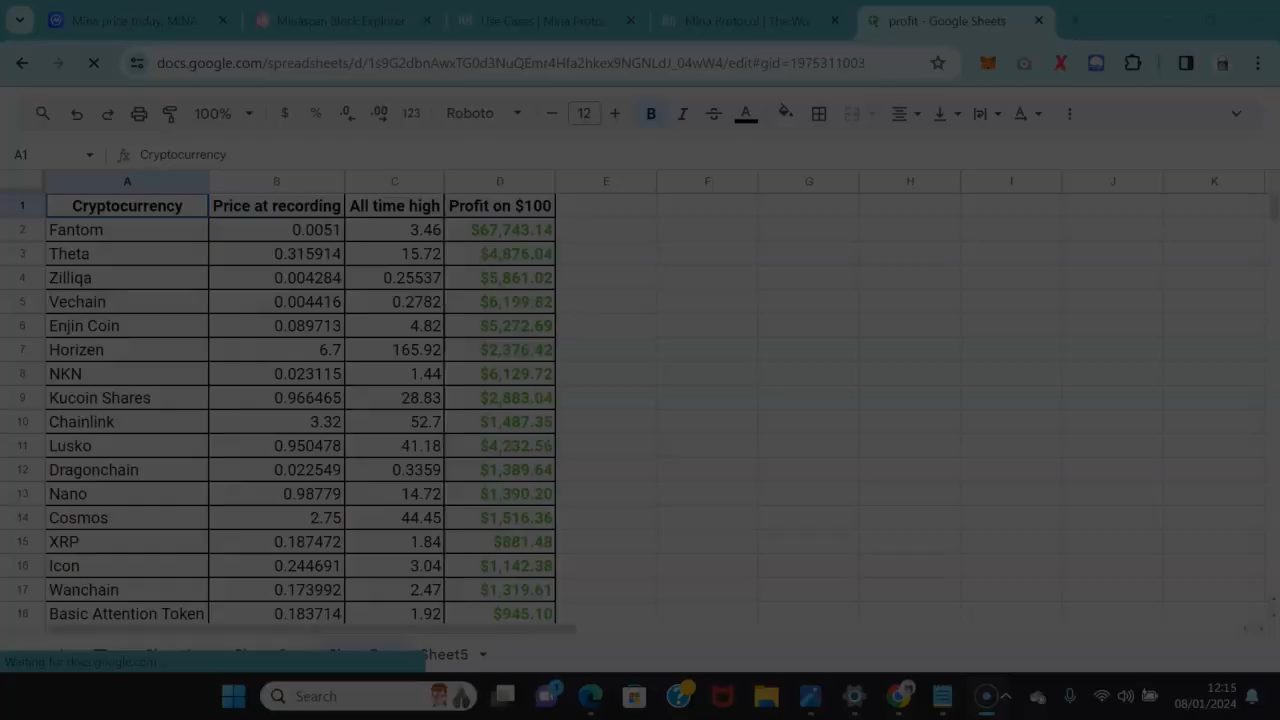 Mina price today, MINA
Minascan Block Explorer
Use Cases | Mina Proto
Mina Protocol | The Wo
profit - Google Sheets
docs.google.com/spreadsheets/d/1s9G2dbnAwxTG0d3NuQEmr4Hfa2hkex9NGNLdJ_04wW4/edit#gid=1975311003
100% $ % .0 .00 123 Roboto 12 B I A
A1 fx Cryptocurrency
A B C D E F G H I J K
1 Cryptocurrency Price at recording All time high Profit on $100
2 Fantom 0.0051 3.46 $67,743.14
3 Theta 0.315914 15.72 $4,876.04
4 Zilliqa 0.004284 0.25537 $5,861.02
5 Vechain 0.004416 0.2782 $6,199.82
6 Enjin Coin 0.089713 4.82 $5,272.69
7 Horizen 6.7 165.92 $2,376.42
8 NKN 0.023115 1.44 $6,129.72
9 Kucoin Shares 0.966465 28.83 $2,883.04
10 Chainlink 3.32 52.7 $1,487.35
11 Lusko 0.950478 41.18 $4,232.56
12 Dragonchain 0.022549 0.3359 $1,389.64
13 Nano 0.98779 14.72 $1,390.20
14 Cosmos 2.75 44.45 $1,516.36
15 XRP 0.187472 1.84 $881.48
16 Icon 0.244691 3.04 $1,142.38
17 Wanchain 0.173992 2.47 $1,319.61
18 Basic Attention Token 0.183714 1.92 $945.10
Sheet5
Waiting for docs.google.com
Search
12:15
08/01/2024